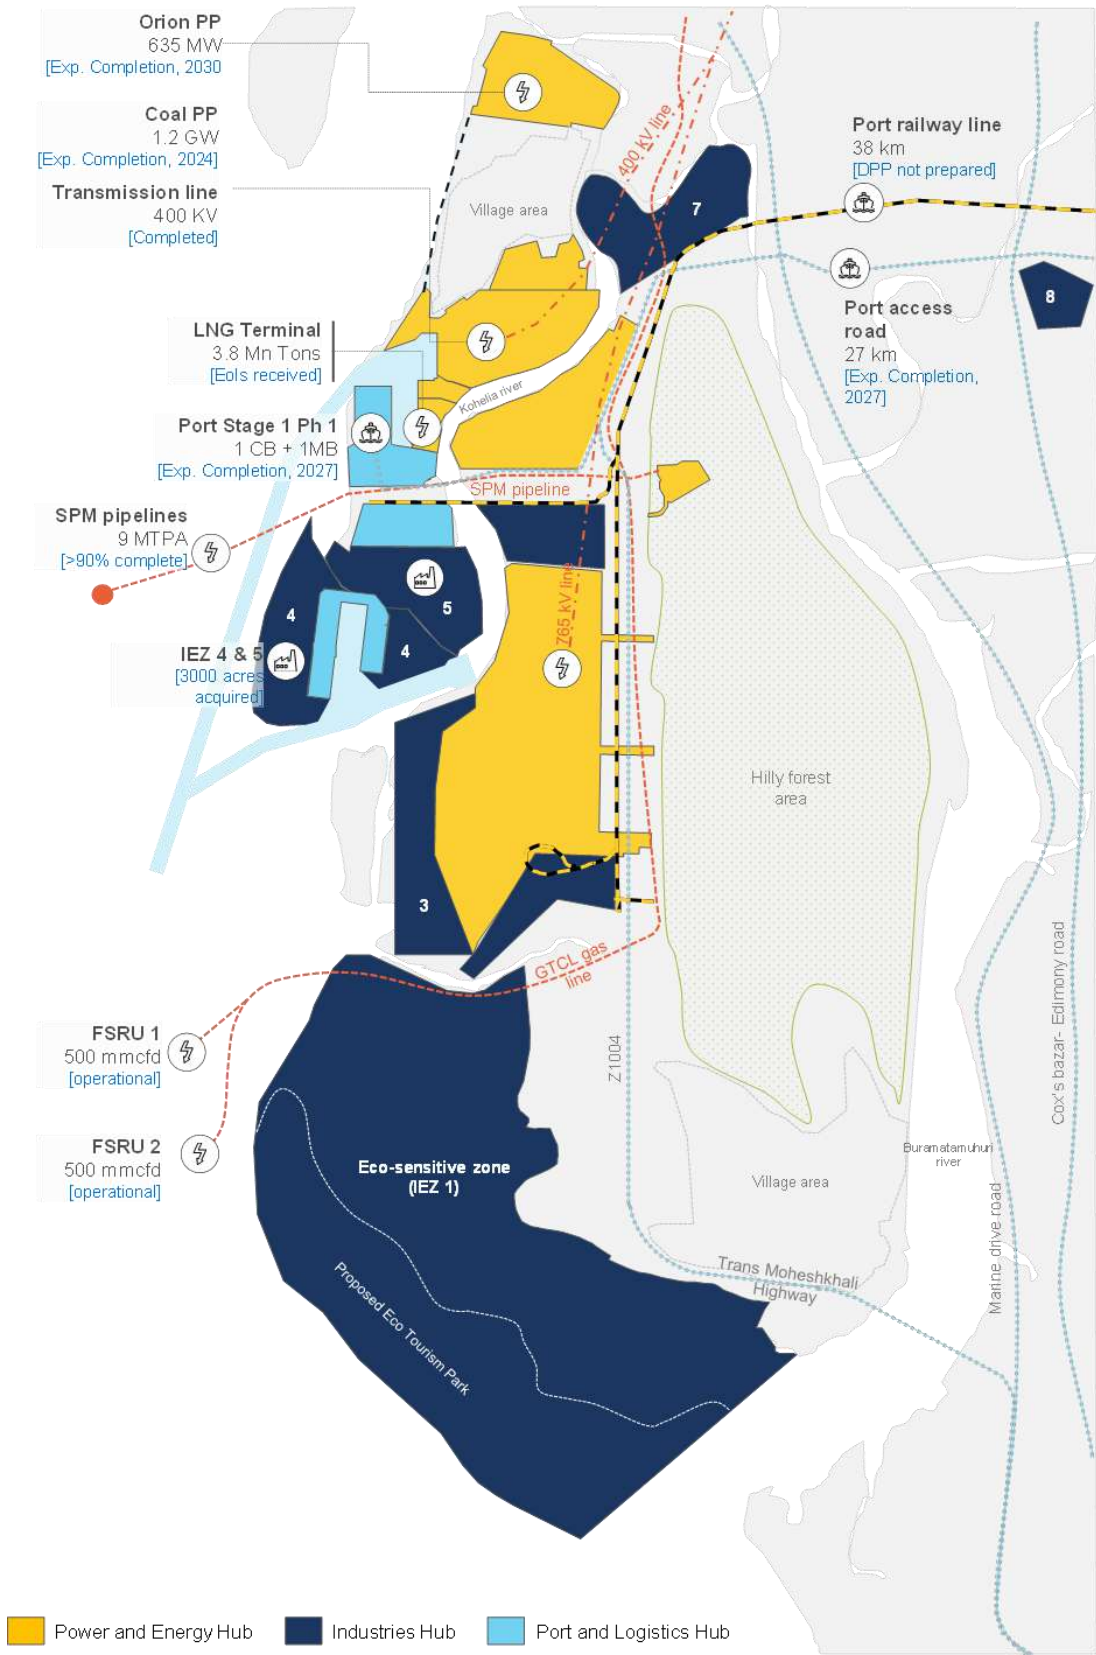 Orion PP
635 MW
[Exp. Completion, 2030
Coal PP
1.2 GW
[Exp. Completion, 2024]
Transmission line
400 KV
[Completed]
LNG Terminal
3.8 Mn Tons
[EoIs received]
Port Stage 1 Ph 1
1 CB + 1MB
[Exp. Completion, 2027]
SPM pipelines
9 MTPA
[>90% complete]
IEZ 4 & 5
[3000 acres
acquired]
FSRU 1
500 mmcfd
[operational]
FSRU 2
500 mmcfd
[operational]
Village area
400 kV line
7
Port railway line
38 km
[DPP not prepared]
8
Port access
road
27 km
[Exp. Completion,
2027]
Kohelia river
SPM pipeline
765 kV line
4
5
4
3
Hilly forest
area
GTCL gas
line
Z1004
Cox's bazar- Edimony road
Buramatamuhuri
river
Marine drive road
Village area
Trans Moheshkhali
Highway
Eco-sensitive zone
(IEZ 1)
Proposed Eco Tourism Park
Power and Energy Hub
Industries Hub
Port and Logistics Hub